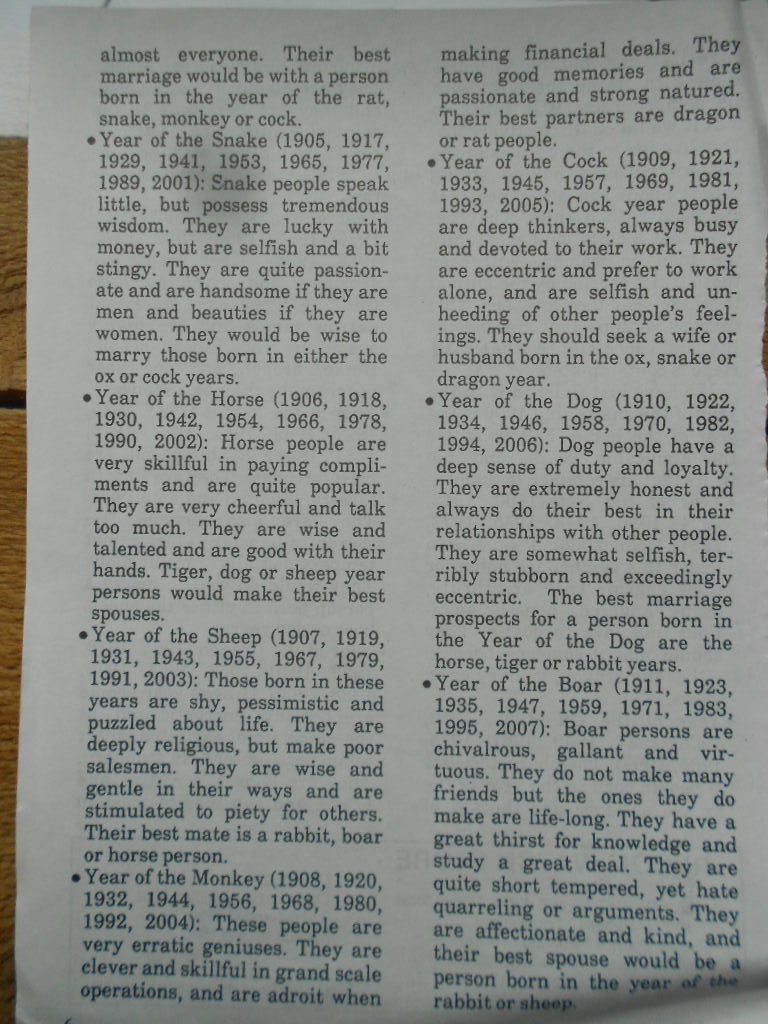 almost everyone. Their best
marriage would be with a person
born in the year of the rat,
snake, monkey or cock.
• Year of the Snake (1905, 1917,
1929, 1941, 1953, 1965, 1977,
1989, 2001): Snake people speak
little, but possess tremendous
wisdom. They are lucky with
money, but are selfish and a bit
stingy. They are quite passion-
ate and are handsome if they are
men and beauties if they are
women. They would be wise to
marry those born in either the
ox or cock years.
• Year of the Horse (1906, 1918,
1930, 1942, 1954, 1966, 1978,
1990, 2002): Horse people are
very skillful in paying compli-
ments and are quite popular.
They are very cheerful and talk
too much. They are wise and
talented and are good with their
hands. Tiger, dog or sheep year
persons would make their best
spouses.
• Year of the Sheep (1907, 1919,
1931, 1943, 1955, 1967, 1979,
1991, 2003): Those born in these
years are shy, pessimistic and
puzzled about life. They are
deeply religious, but make poor
salesmen. They are wise and
gentle in their ways and are
stimulated to piety for others.
Their best mate is a rabbit, boar
or horse person.
• Year of the Monkey (1908, 1920,
1932, 1944, 1956, 1968, 1980,
1992, 2004): These people are
very erratic geniuses. They are
clever and skillful in grand scale
operations, and are adroit when
making financial deals. They
have good memories and are
passionate and strong natured.
Their best partners are dragon
or rat people.
• Year of the Cock (1909, 1921,
1933, 1945, 1957, 1969, 1981,
1993, 2005): Cock year people
are deep thinkers, always busy
and devoted to their work. They
are eccentric and prefer to work
alone, and are selfish and un-
heeding of other people's feel-
ings. They should seek a wife or
husband born in the ox, snake or
dragon year.
• Year of the Dog (1910, 1922,
1934, 1946, 1958, 1970, 1982,
1994, 2006): Dog people have a
deep sense of duty and loyalty.
They are extremely honest and
always do their best in their
relationships with other people.
They are somewhat selfish, ter-
ribly stubborn and exceedingly
eccentric. The best marriage
prospects for a person born in
the Year of the Dog are the
horse, tiger or rabbit years.
• Year of the Boar (1911, 1923,
1935, 1947, 1959, 1971, 1983,
1995, 2007): Boar persons are
chivalrous, gallant and vir-
tuous. They do not make many
friends but the ones they do
make are life-long. They have a
great thirst for knowledge and
study a great deal. They are
quite short tempered, yet hate
quarreling or arguments. They
are affectionate and kind, and
their best spouse would be a
person born in the year of the
rabbit or sheep.